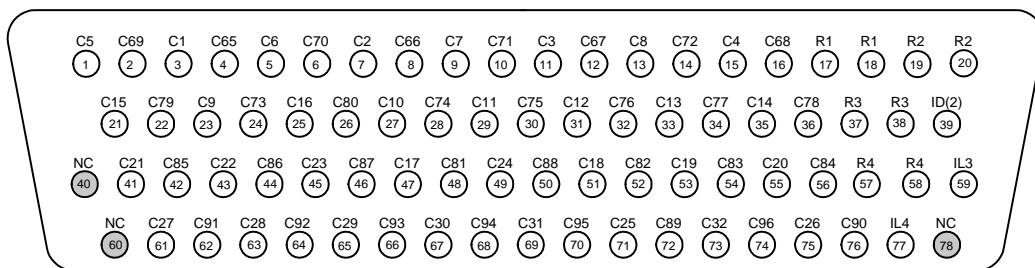 C5 C69 C1 C65 C6 C70 C2 C66 C7 C71 C3 C67 C8 C72 C4 C68 R1 R1 R2 R2
1 2 3 4 5 6 7 8 9 10 11 12 13 14 15 16 17 18 19 20
C15 C79 C9 C73 C16 C80 C10 C74 C11 C75 C12 C76 C13 C77 C14 C78 R3 R3 ID(2)
21 22 23 24 25 26 27 28 29 30 31 32 33 34 35 36 37 38 39
NC C21 C85 C22 C86 C23 C87 C17 C81 C24 C88 C18 C82 C19 C83 C20 C84 R4 R4 IL3
40 41 42 43 44 45 46 47 48 49 50 51 52 53 54 55 56 57 58 59
NC C27 C91 C28 C92 C29 C93 C30 C94 C31 C95 C25 C89 C32 C96 C26 C90 IL4 NC
60 61 62 63 64 65 66 67 68 69 70 71 72 73 74 75 76 77 78